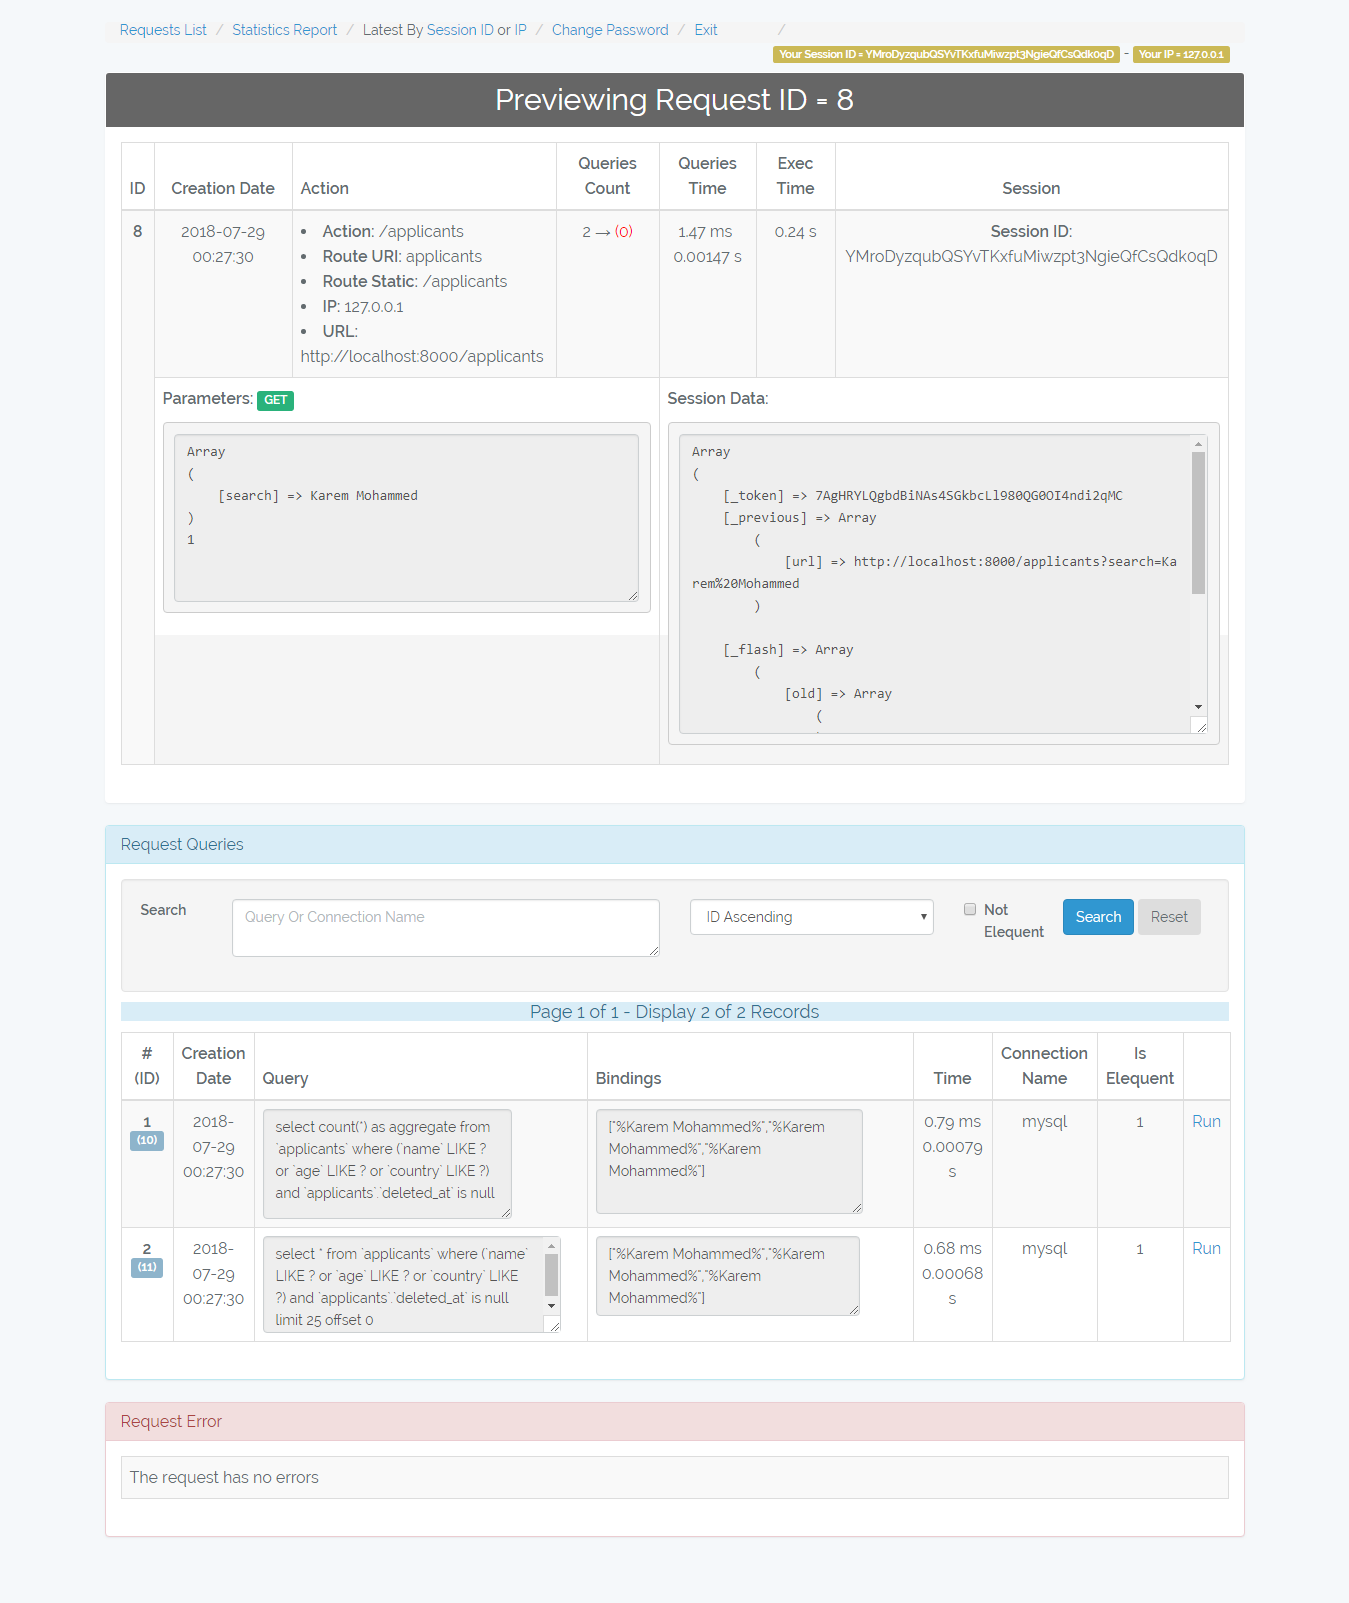 Requests List / Statistics Report / Latest By Session ID or IP / Change Password / Exit /
Your Session ID = YMroDyzqubQSYvTKxfuMiwzpt3NgieQfCsQdk0qD - Your IP = 127.0.0.1
Previewing Request ID = 8
ID Creation Date Action Queries Count Queries Time Exec Time Session
8 2018-07-29 00:27:30
• Action: /applicants
• Route URI: applicants
• Route Static: /applicants
• IP: 127.0.0.1
• URL:
http://localhost:8000/applicants
2 → (0)
1.47 ms
0.00147 s
0.24 s
Session ID:
YMroDyzqubQSYvTKxfuMiwzpt3NgieQfCsQdk0qD
Parameters: GET
Array
(
[search] => Karem Mohammed
)
1
Session Data:
Array
(
[_token] => 7AgHRYLQgbdBiNAs4SGkbcLl980QG0OI4ndi2qMC
[_previous] => Array
(
[url] => http://localhost:8000/applicants?search=Ka
rem%20Mohammed
)
[_flash] => Array
(
[old] => Array
(
Request Queries
Search Query Or Connection Name ID Ascending Not Elequent Search Reset
Page 1 of 1 - Display 2 of 2 Records
# (ID) Creation Date Query Bindings Time Connection Name Is Elequent
1
(10)
2018-
07-29
00:27:30
select count(*) as aggregate from
`applicants` where (`name` LIKE ?
or `age` LIKE ? or `country` LIKE ?)
and `applicants`.`deleted_at` is null
["%Karem Mohammed%","%Karem
Mohammed%","%Karem
Mohammed%"]
0.79 ms
0.00079
s
mysql
1
Run
2
(11)
2018-
07-29
00:27:30
select * from `applicants` where (`name`
LIKE ? or `age` LIKE ? or `country` LIKE
?) and `applicants`.`deleted_at` is null
limit 25 offset 0
["%Karem Mohammed%","%Karem
Mohammed%","%Karem
Mohammed%"]
0.68 ms
0.00068
s
mysql
1
Run
Request Error
The request has no errors